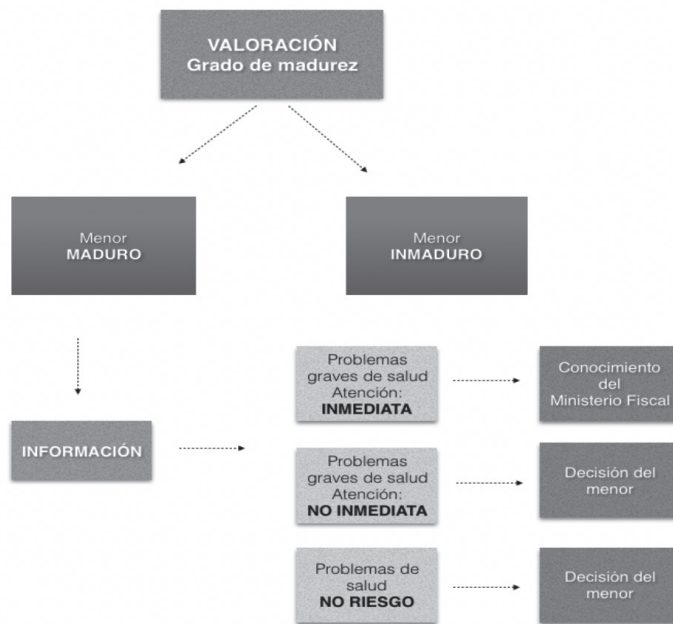 VALORACIÓN
Grado de madurez
Menor
MADURO
Menor
INMADURO
INFORMACIÓN
Problemas
graves de salud
Atención:
INMEDIATA
Conocimiento
del
Ministerio Fiscal
Problemas
graves de salud
Atención:
NO INMEDIATA
Decisión del
menor
Problemas de
salud
NO RIESGO
Decisión del
menor